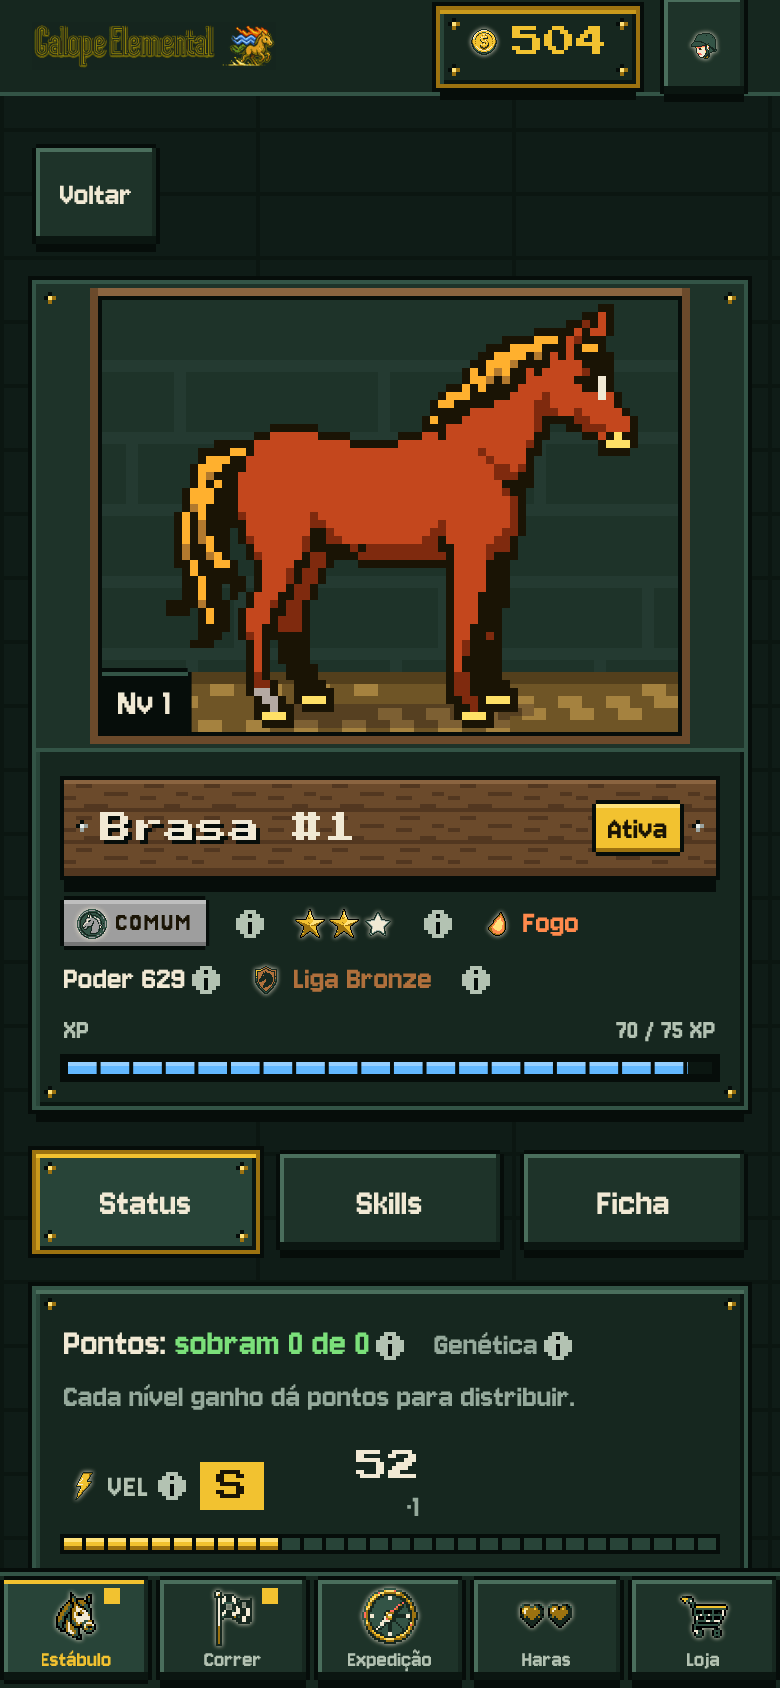 Galope Elemental
504
Voltar
Nv 1
Brasa #1
Ativa
COMUM
Fogo
Poder 629
Liga Bronze
XP
70 / 75 XP
Status
Skills
Ficha
Pontos: sobram 0 de 0
Genética
Cada nível ganho dá pontos para distribuir.
VEL
S
52
·1
Estábulo
Correr
Expedição
Haras
Loja